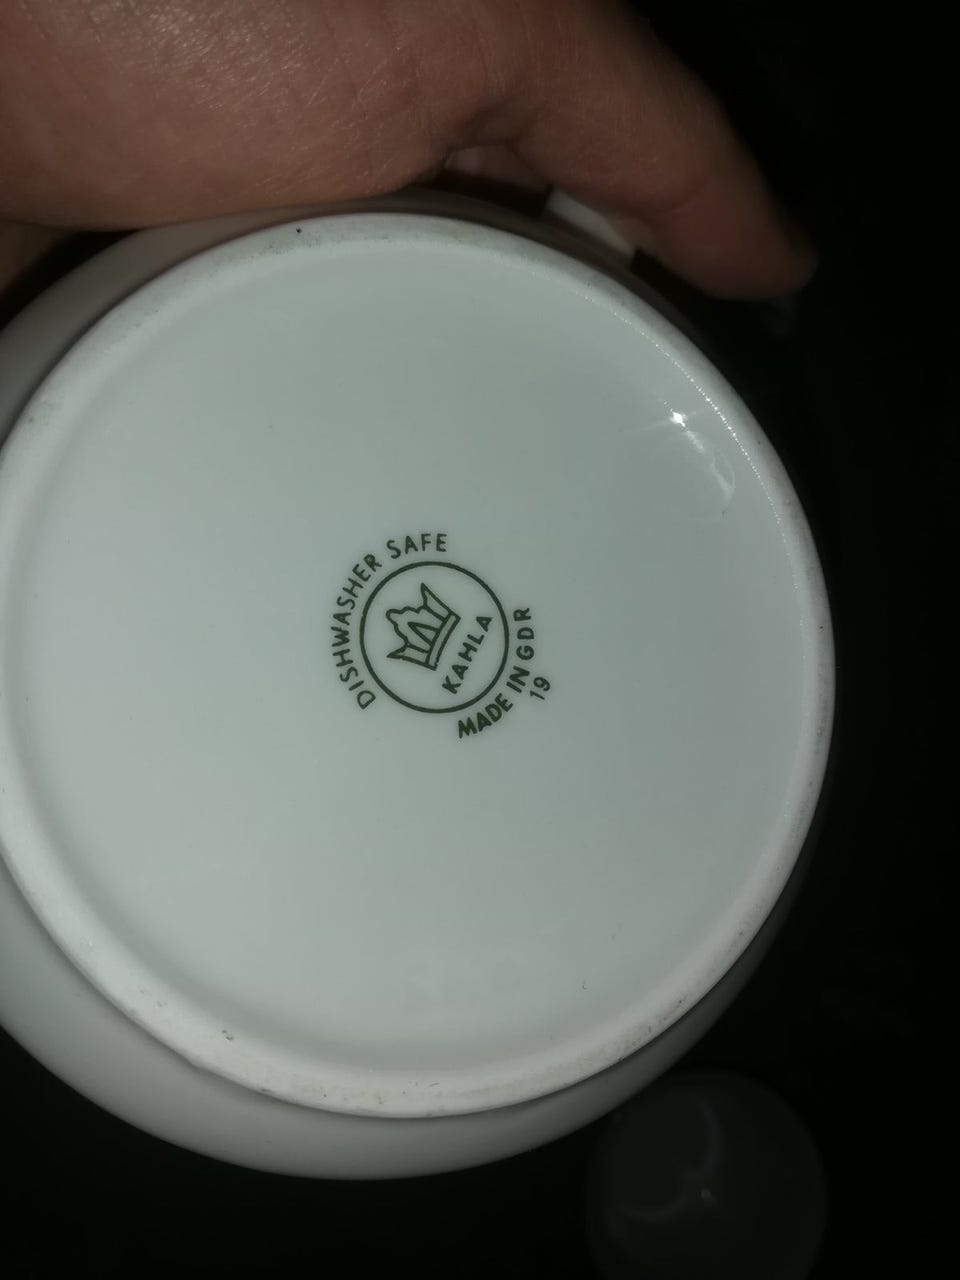 DISHWASHER SAFE
KAHLA
MADE IN GDR
19